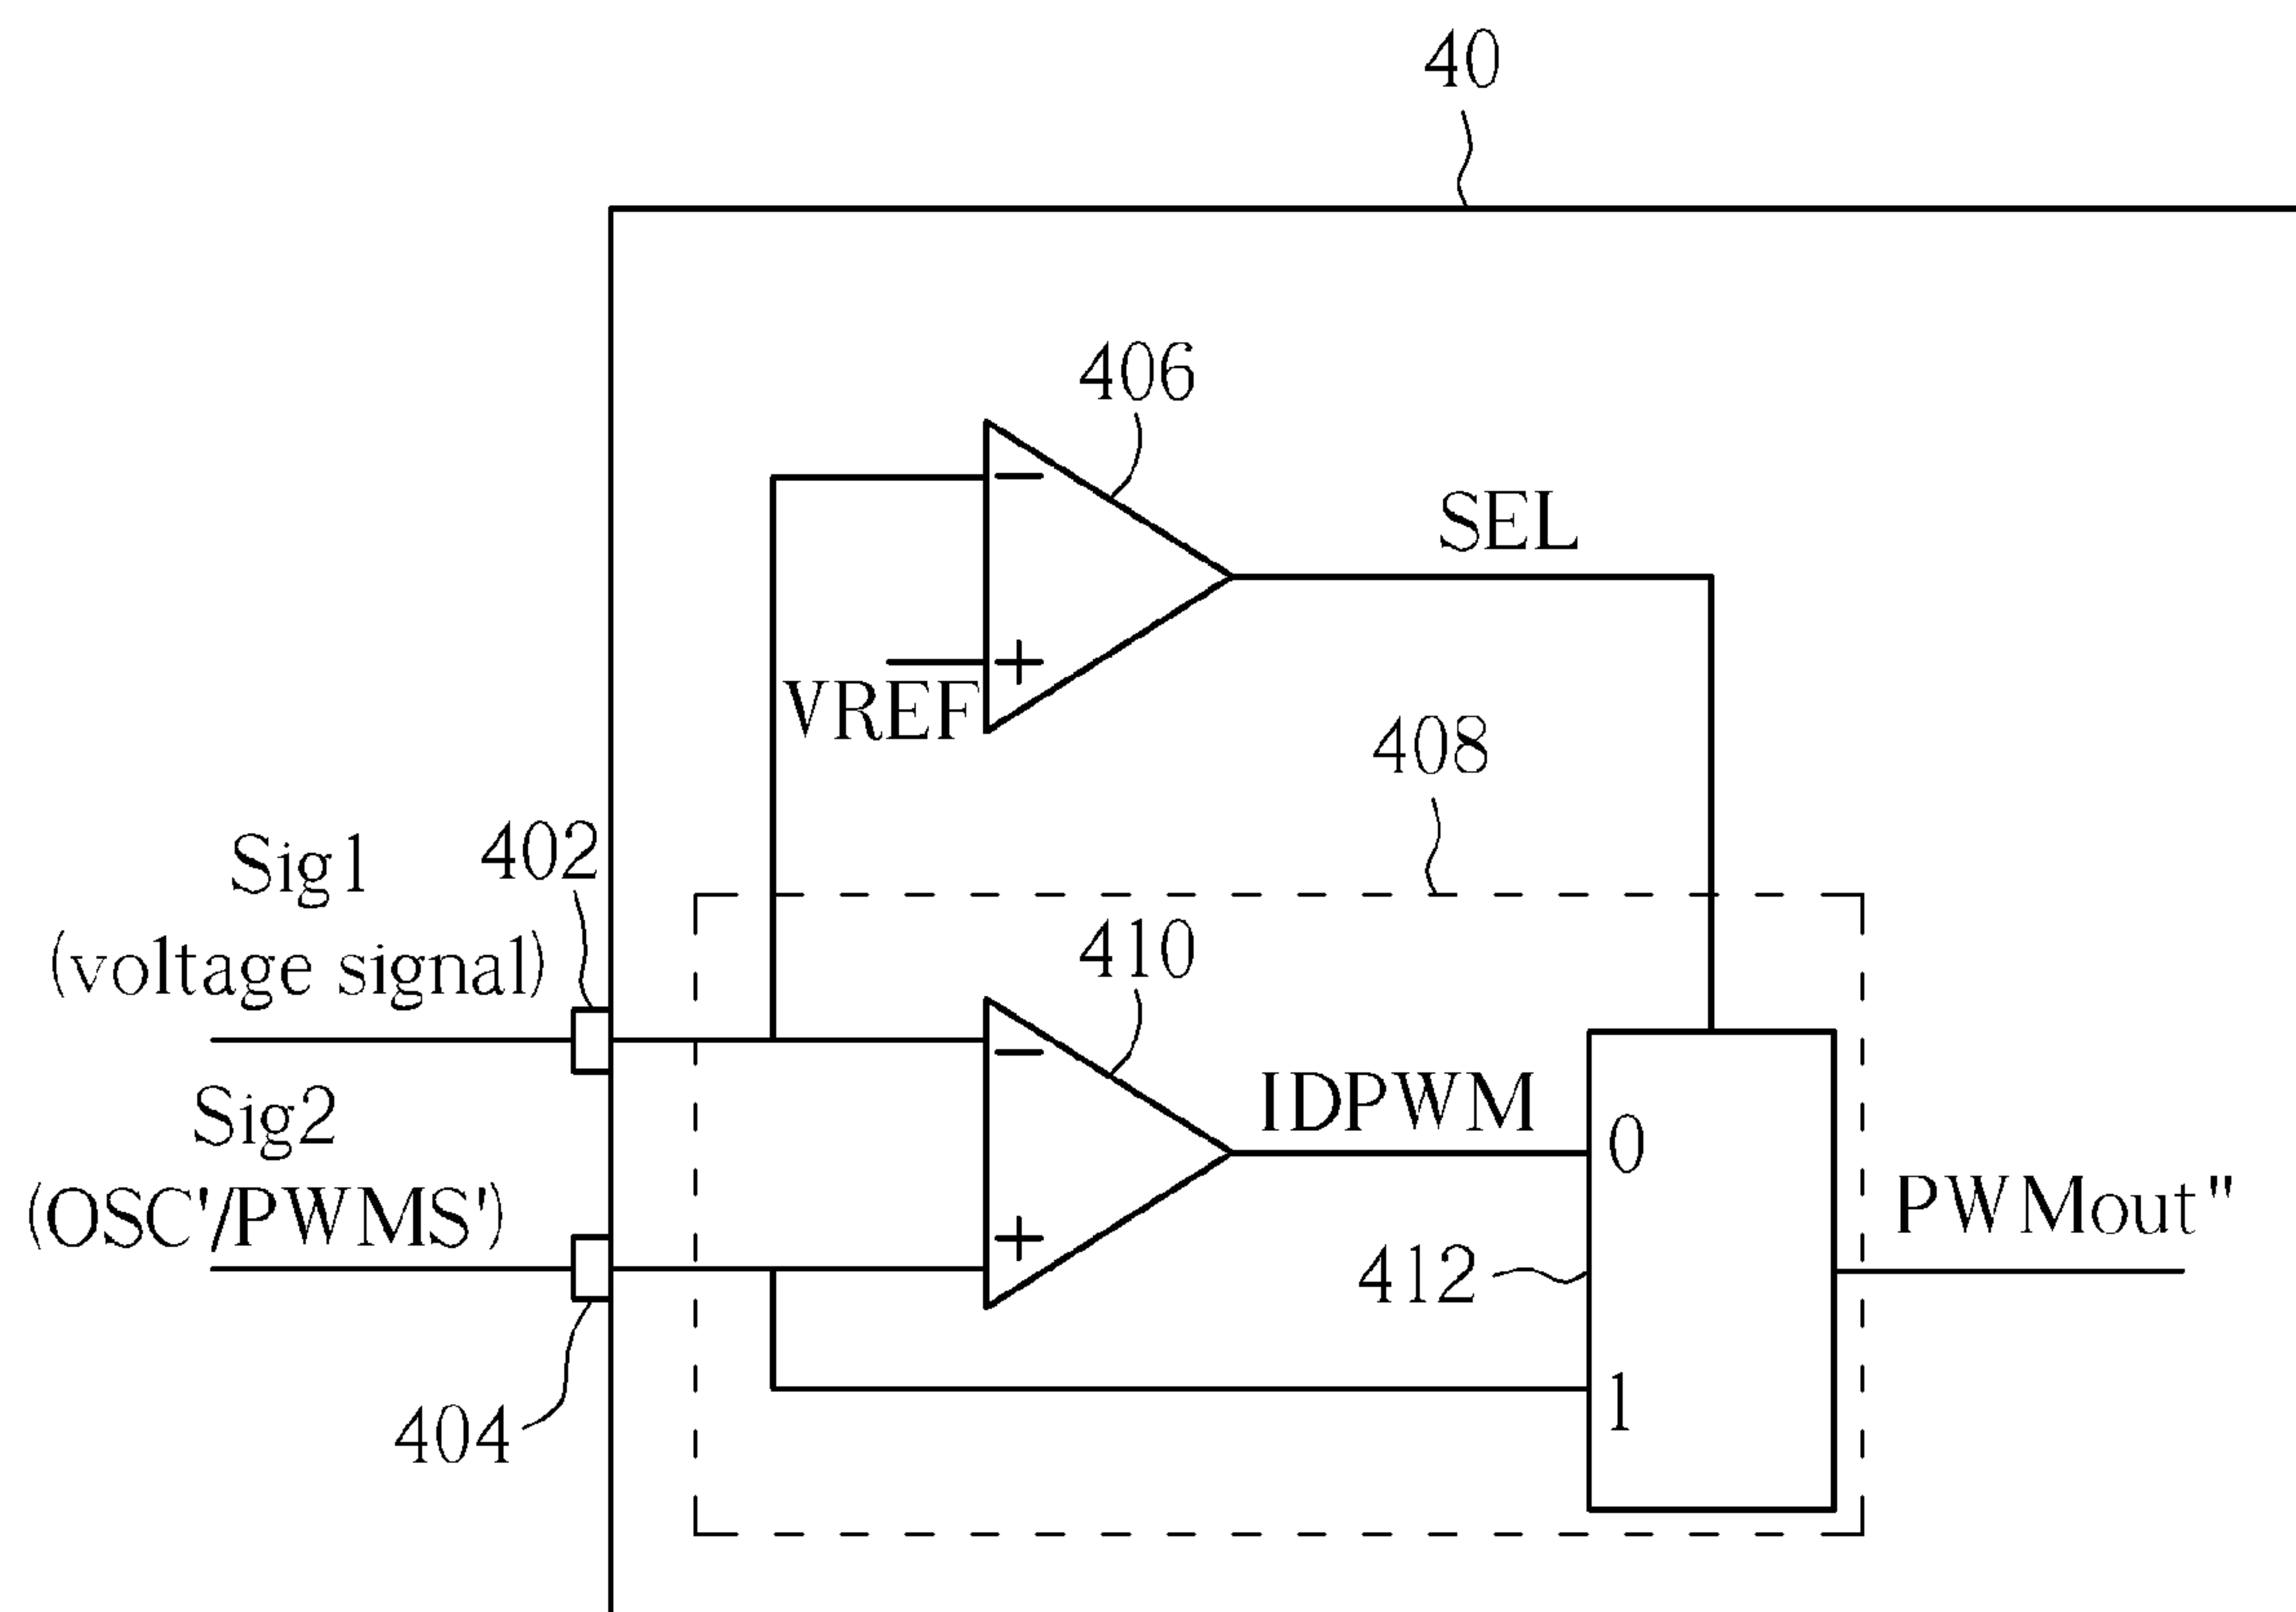 40
406
−
SEL
+
VREF
408
Sig1
402
(voltage signal)
410
−
Sig2
IDPWM
0
(OSC'/PWMS')
+
PWMout"
412
1
404